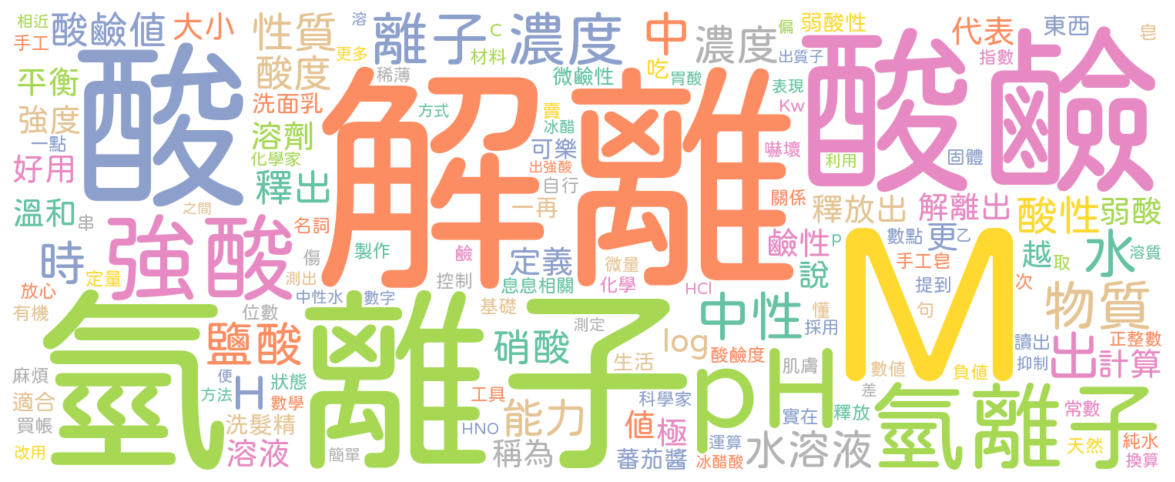 相近
手工
酸鹼值
大小
性質
溶
更多
離子
C
材料
濃度
中
濃度
偏
出質子
弱酸性
代表
東西
指數
皂
酸
平衡
酸度
稀薄
解離
微鹼性
吃
胃酸
表現
Kw
酸鹼
洗面乳
強度
一點
溶劑
化學家
方式
賣
冰醋
可樂
出強酸
嚇壞
利用
固體
好用
釋出
自行
一再
關係
釋放出
解離出
酸性
弱酸
溫和
串
之間
強酸
名詞
傷
製作
鹼
定義
微量
鹼性
p
數點
更
乙
越
取
水
溶質
時
定量
測出
控制
息息相關
化學
HCl
說
手工皂
提到
次
放心
中性水
數字
有機
位數
基礎
中性
懂
採用
M
句
物質
氫離子
鹽酸
硝酸
測定
log
酸鹼度
生活
讀出
抑制
出
正整數
計算
麻煩
方法
便
H
狀態
數學
工具
科學家
pH
肌膚
數值
差
負值
適合
買帳
洗髮精
HNO
能力
值
極
實在
釋放
氫離子
常數
改用
溶液
簡單
稱為
蕃茄醬
運算
冰醋酸
水溶液
天然
純水
換算